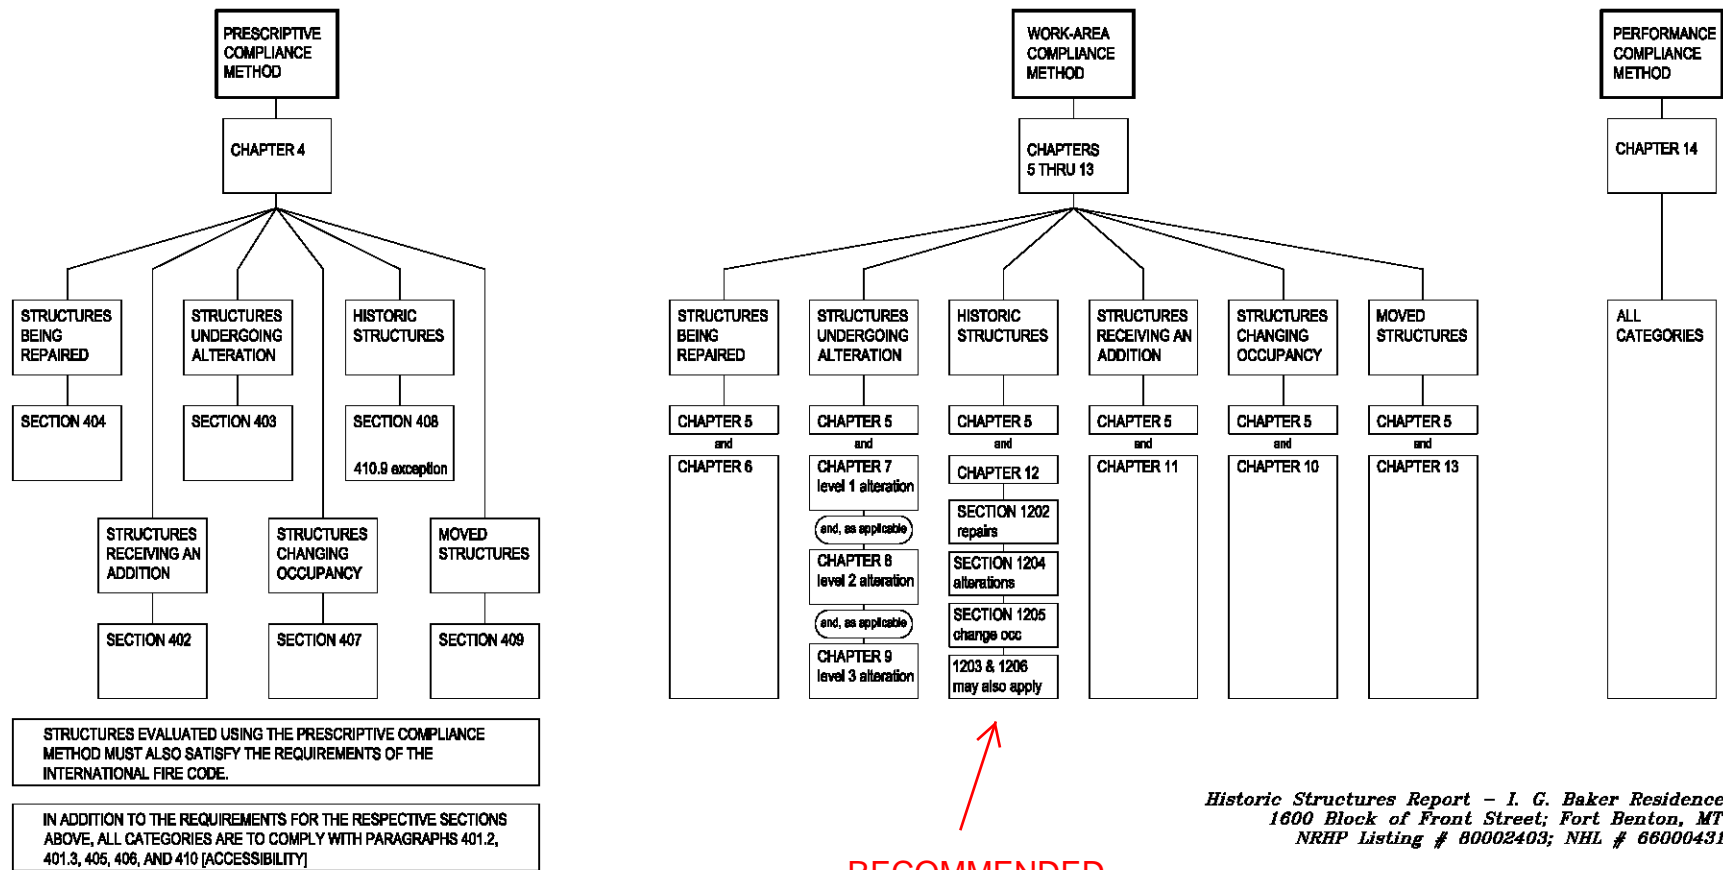 PRESCRIPTIVE
COMPLIANCE
METHOD
CHAPTER 4
STRUCTURES
BEING
REPAIRED
SECTION 404
STRUCTURES
UNDERGOING
ALTERATION
SECTION 403
HISTORIC
STRUCTURES
SECTION 408
410.9 exception
STRUCTURES
RECEIVING AN
ADDITION
SECTION 402
STRUCTURES
CHANGING
OCCUPANCY
SECTION 407
MOVED
STRUCTURES
SECTION 409
STRUCTURES EVALUATED USING THE PRESCRIPTIVE COMPLIANCE
METHOD MUST ALSO SATISFY THE REQUIREMENTS OF THE
INTERNATIONAL FIRE CODE.
IN ADDITION TO THE REQUIREMENTS FOR THE RESPECTIVE SECTIONS
ABOVE, ALL CATEGORIES ARE TO COMPLY WITH PARAGRAPHS 401.2,
401.3, 405, 406, AND 410 [ACCESSIBILITY]
WORK-AREA
COMPLIANCE
METHOD
CHAPTERS
5 THRU 13
STRUCTURES
BEING
REPAIRED
CHAPTER 5
and
CHAPTER 6
STRUCTURES
UNDERGOING
ALTERATION
CHAPTER 5
and
CHAPTER 7
level 1 alteration
and, as applicable
CHAPTER 8
level 2 alteration
and, as applicable
CHAPTER 9
level 3 alteration
HISTORIC
STRUCTURES
CHAPTER 5
and
CHAPTER 12
SECTION 1202
repairs
SECTION 1204
alterations
SECTION 1205
change occ
1203 & 1206
may also apply
STRUCTURES
RECEIVING AN
ADDITION
CHAPTER 5
and
CHAPTER 11
STRUCTURES
CHANGING
OCCUPANCY
CHAPTER 5
and
CHAPTER 10
MOVED
STRUCTURES
CHAPTER 5
and
CHAPTER 13
PERFORMANCE
COMPLIANCE
METHOD
CHAPTER 14
ALL
CATEGORIES
RECOMMENDED
Historic Structures Report - I. G. Baker Residence
1600 Block of Front Street; Fort Benton, MT
NRHP Listing # 80002403; NHL # 66000431